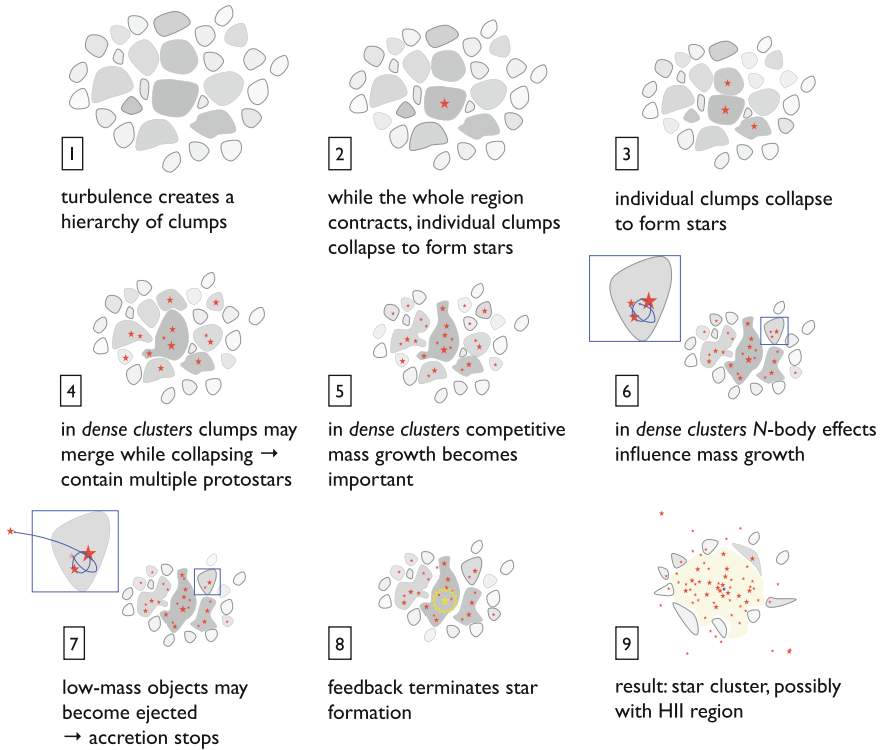 1
turbulence creates a
hierarchy of clumps
2
while the whole region
contracts, individual clumps
collapse to form stars
3
individual clumps collapse
to form stars
4
in dense clusters clumps may
merge while collapsing →
contain multiple protostars
5
in dense clusters competitive
mass growth becomes
important
6
in dense clusters N-body effects
influence mass growth
7
low-mass objects may
become ejected
→ accretion stops
8
feedback terminates star
formation
9
result: star cluster, possibly
with HII region